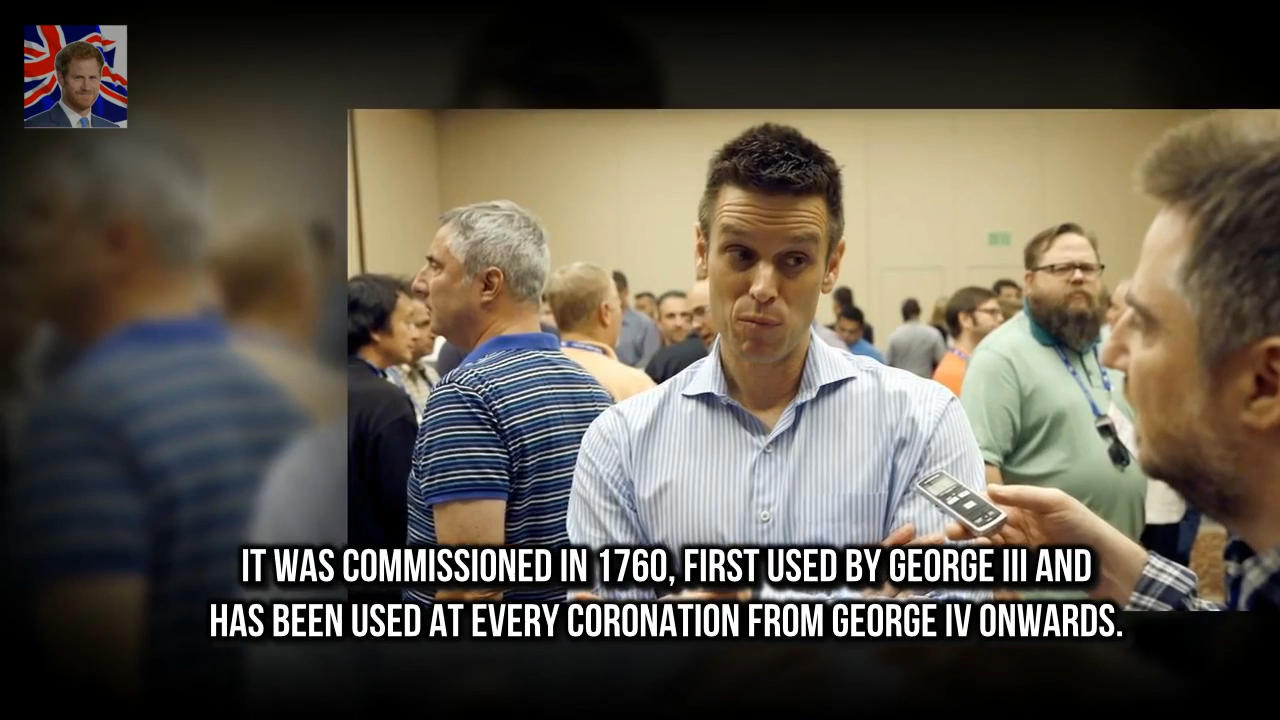 IT WAS COMMISSIONED IN 1760, FIRST USED BY GEORGE III AND
HAS BEEN USED AT EVERY CORONATION FROM GEORGE IV ONWARDS.